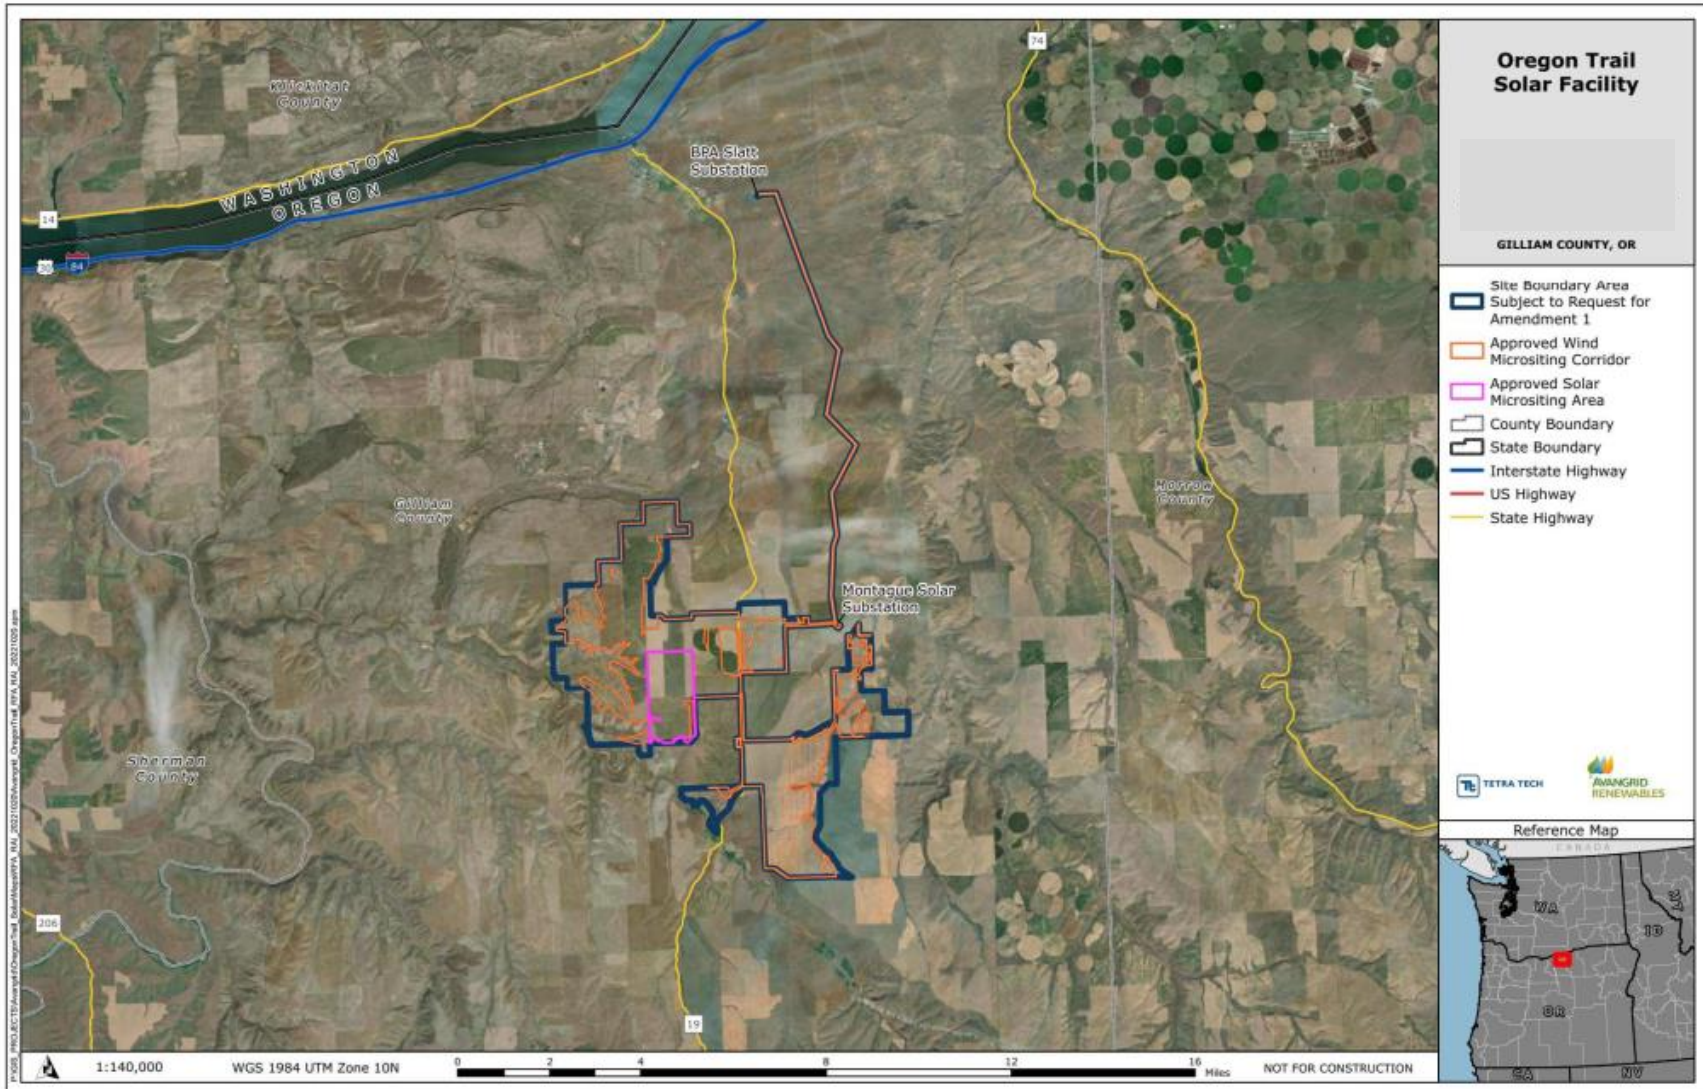 Oregon Trail
Solar Facility
GILLIAM COUNTY, OR
Site Boundary Area
Subject to Request for
Amendment 1
Approved Wind
Micrositing Corridor
Approved Solar
Micrositing Area
County Boundary
State Boundary
Interstate Highway
US Highway
State Highway
TETRA TECH
AVANGRID
RENEWABLES
Reference Map
CANADA
WA
ID
OR
CA
NV
Klickitat
County
WASHINGTON
OREGON
14
30
84
74
BPA Slatt
Substation
Gilliam
County
Morrow
County
Montague Solar
Substation
Sherman
County
206
19
1:140,000
WGS 1984 UTM Zone 10N
0 2 4 8 12 16
Miles
NOT FOR CONSTRUCTION